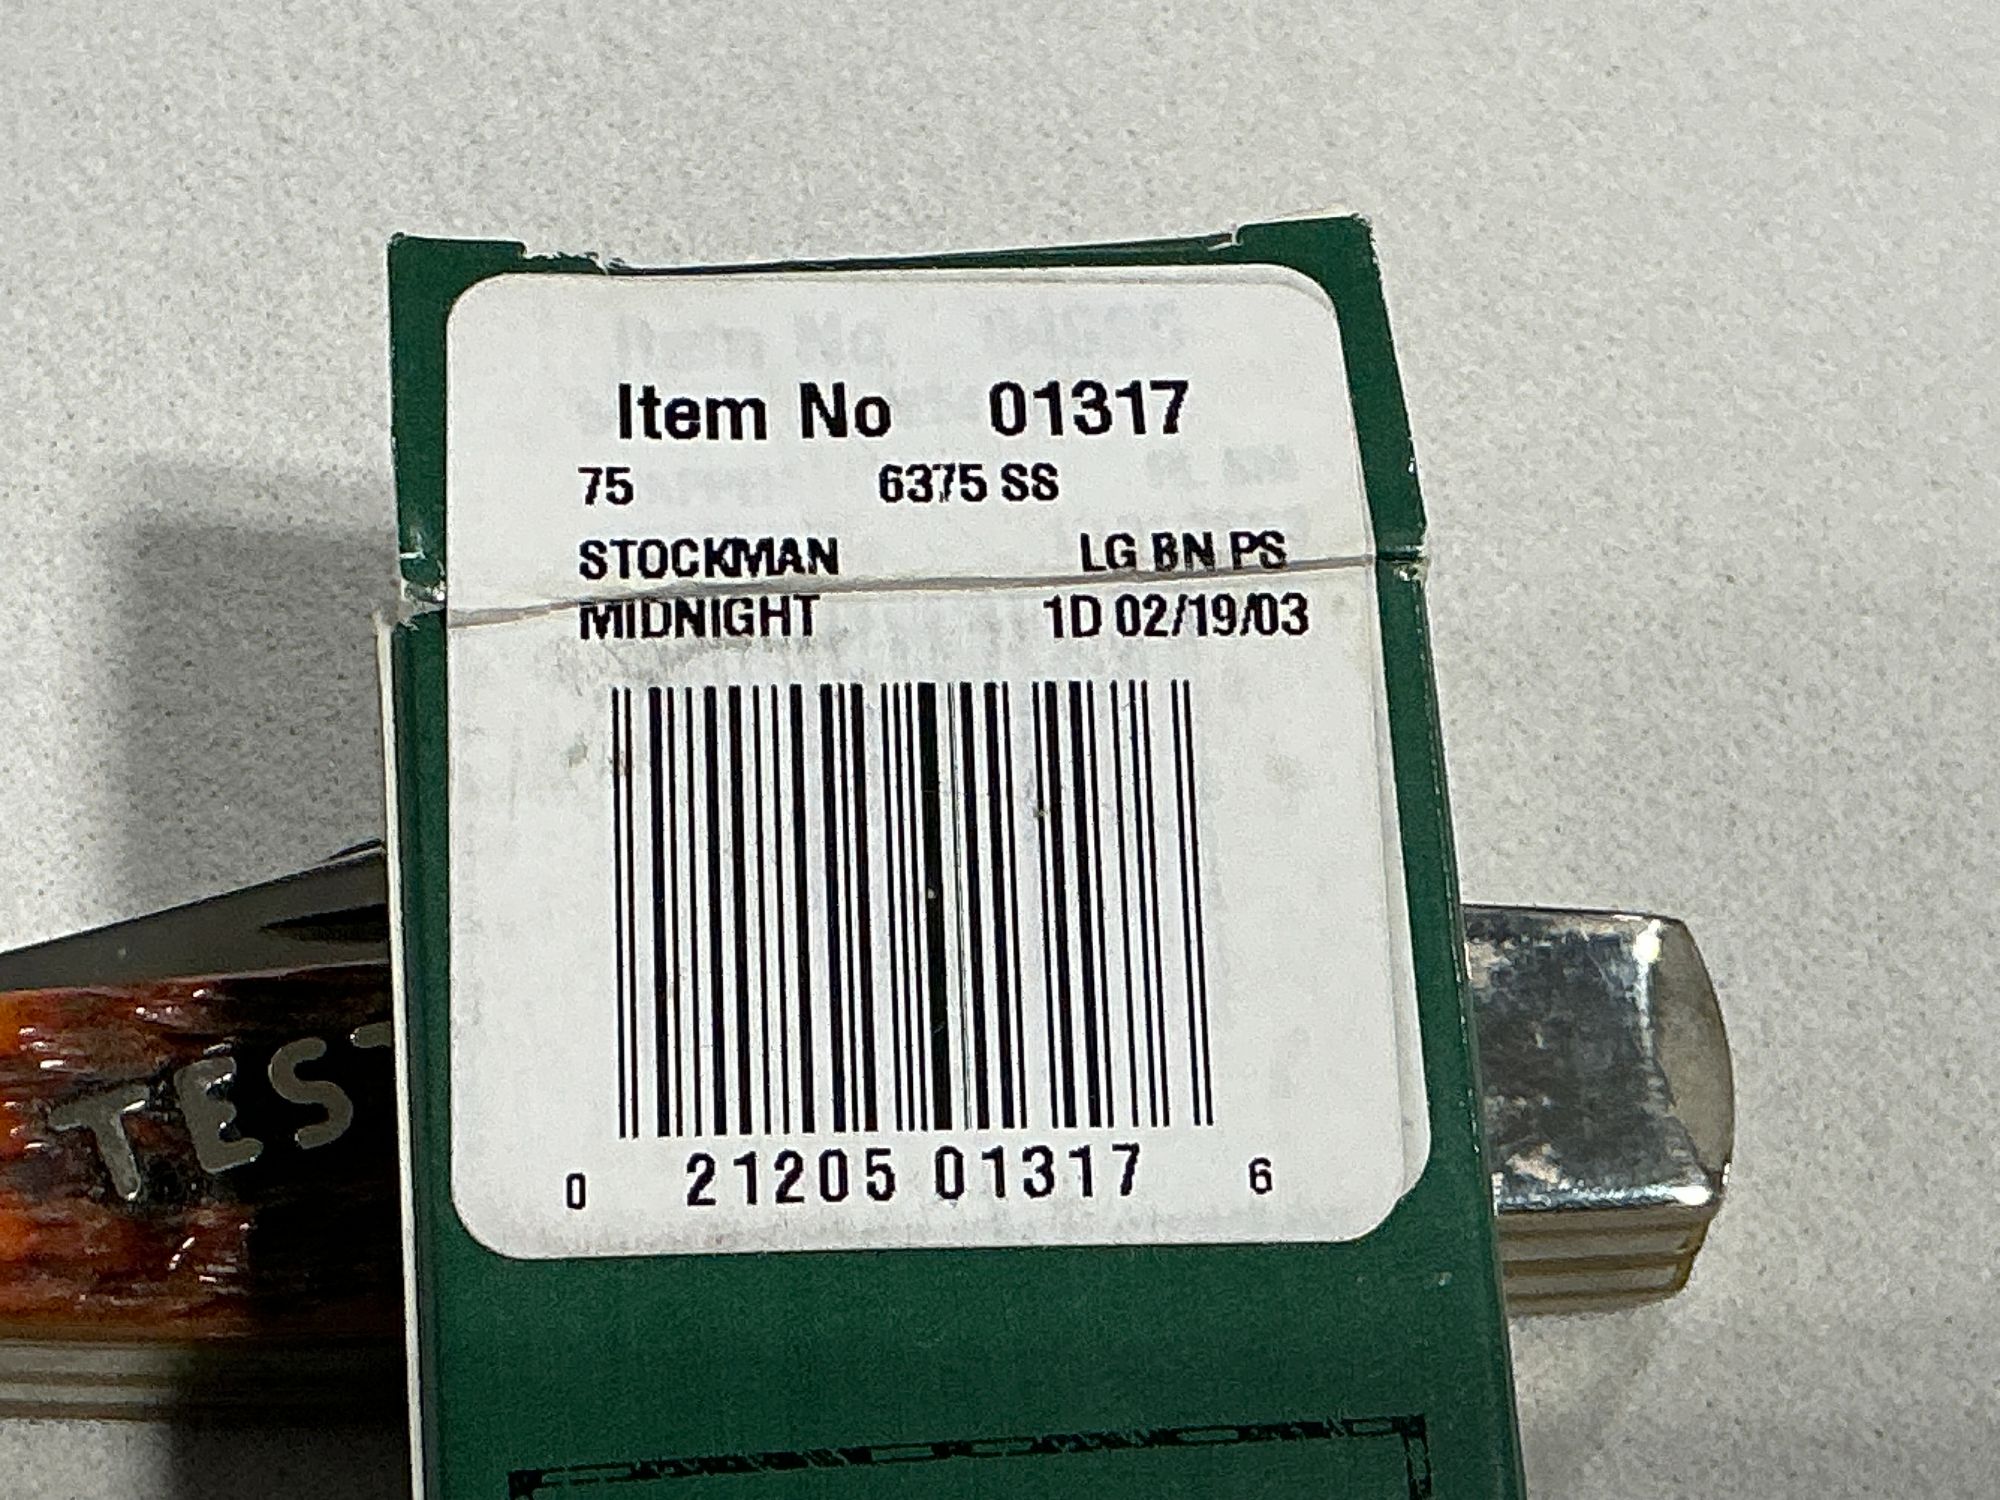 Item No 01317
75 6375 SS
STOCKMAN LG BN PS
MIDNIGHT 1D 02/19/03
0 21205 01317 6
TEST